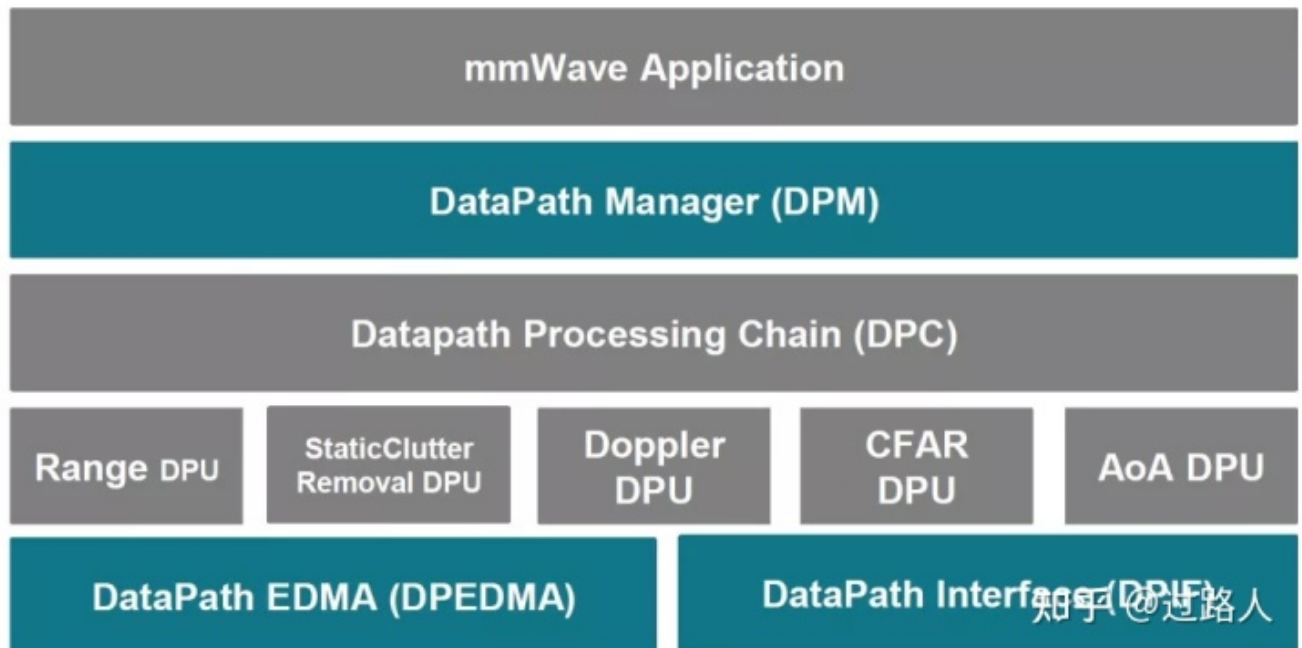 mmWave Application
DataPath Manager (DPM)
Datapath Processing Chain (DPC)
Range DPU
StaticClutter
Removal DPU
Doppler
DPU
CFAR
DPU
AoA DPU
DataPath EDMA (DPEDMA)
DataPath Interface (DPIF)
知乎 @过路人